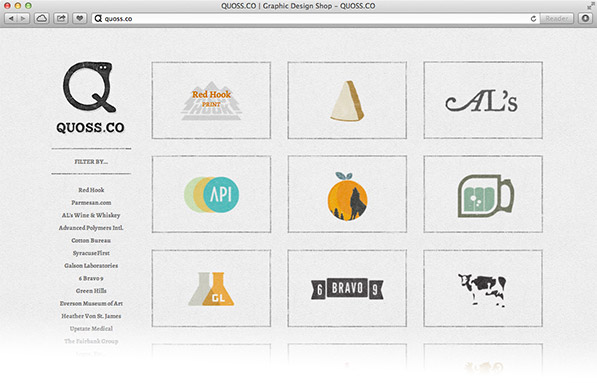 QUOSS.CO | Graphic Design Shop – QUOSS.CO
quoss.co
Reader
QUOSS.CO
FILTER BY...
Red Hook
Parmesan.com
AL's Wine & Whiskey
Advanced Polymers Intl.
Cotton Bureau
SyracuseFirst
Galson Laboratories
6 Bravo 9
Green Hills
Everson Museum of Art
Heather Von St. James
Upstate Medical
The Fairbank Group
Red Hook
PRINT
HOOK
AL's
API
GL
6 BRAVO 9